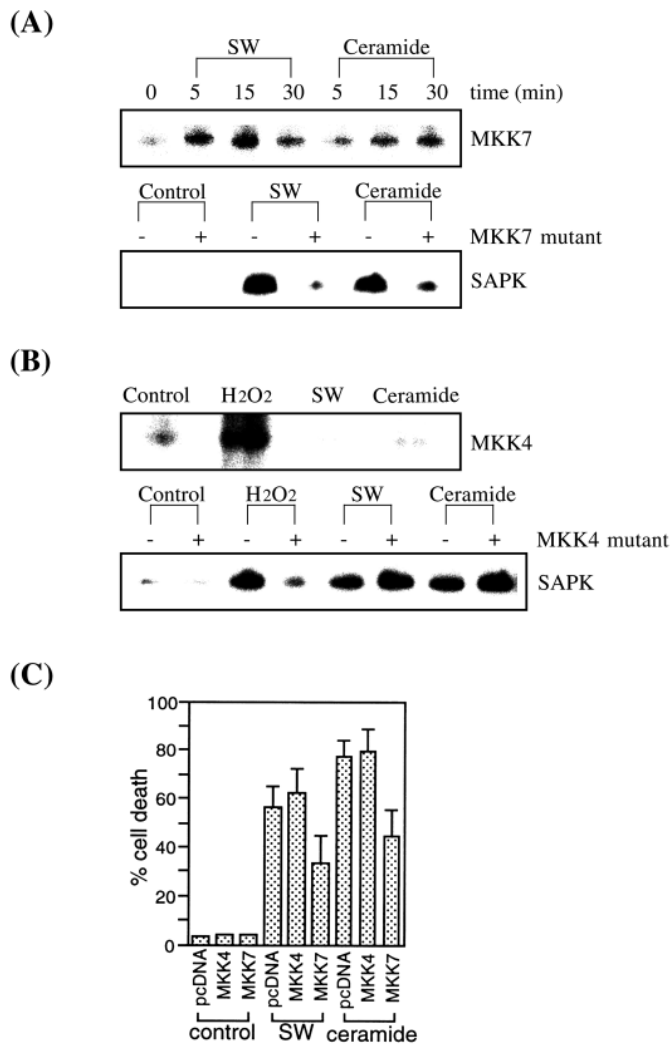 (A)
SW Ceramide
0 5 15 30 5 15 30 time (min)
MKK7
Control SW Ceramide
- + - + - + MKK7 mutant
SAPK
(B)
Control H2O2 SW Ceramide
MKK4
Control H2O2 SW Ceramide
- + - + - + - + MKK4 mutant
SAPK
(C)
100
80
60
40
20
0
% cell death
pcDNA MKK4 MKK7 pcDNA MKK4 MKK7 pcDNA MKK4 MKK7
control SW ceramide